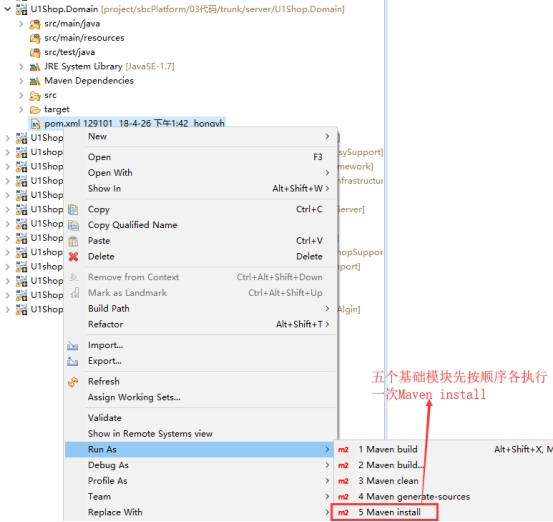 U1Shop.Domain [project/sbcPlatform/03代码/trunk/server/U1Shop.Domain]
src/main/java
src/main/resources
src/test/java
JRE System Library [JavaSE-1.7]
Maven Dependencies
src
target
pom.xml 129101 18-4-26 下午1:42 hongyh
U1Shop
New
U1shop
Open F3
sySupport]
U1Shop
Open With
mework]
U1Shop
Show In Alt+Shift+W
nfrastructur
U1Shop
Copy Ctrl+C
Server]
U1Shop
Copy Qualified Name
U1Shop
Paste Ctrl+V
U1Shop
Delete Delete
hopSupport
U1shop
Remove from Context Ctrl+Alt+Shift+Down
port]
U1Shop
Mark as Landmark Ctrl+Alt+Shift+Up
U1Shop
Build Path
Algin]
U1Shop
Refactor Alt+Shift+T
Import...
Export...
Refresh
Assign Working Sets...
Validate
Show in Remote Systems view
Run As
Debug As
Profile As
Team
Replace With
五个基础模块先按顺序各执行
一次Maven install
m2 1 Maven build Alt+Shift+X, M
m2 2 Maven build...
m2 3 Maven clean
m2 4 Maven generate-sources
m2 5 Maven install